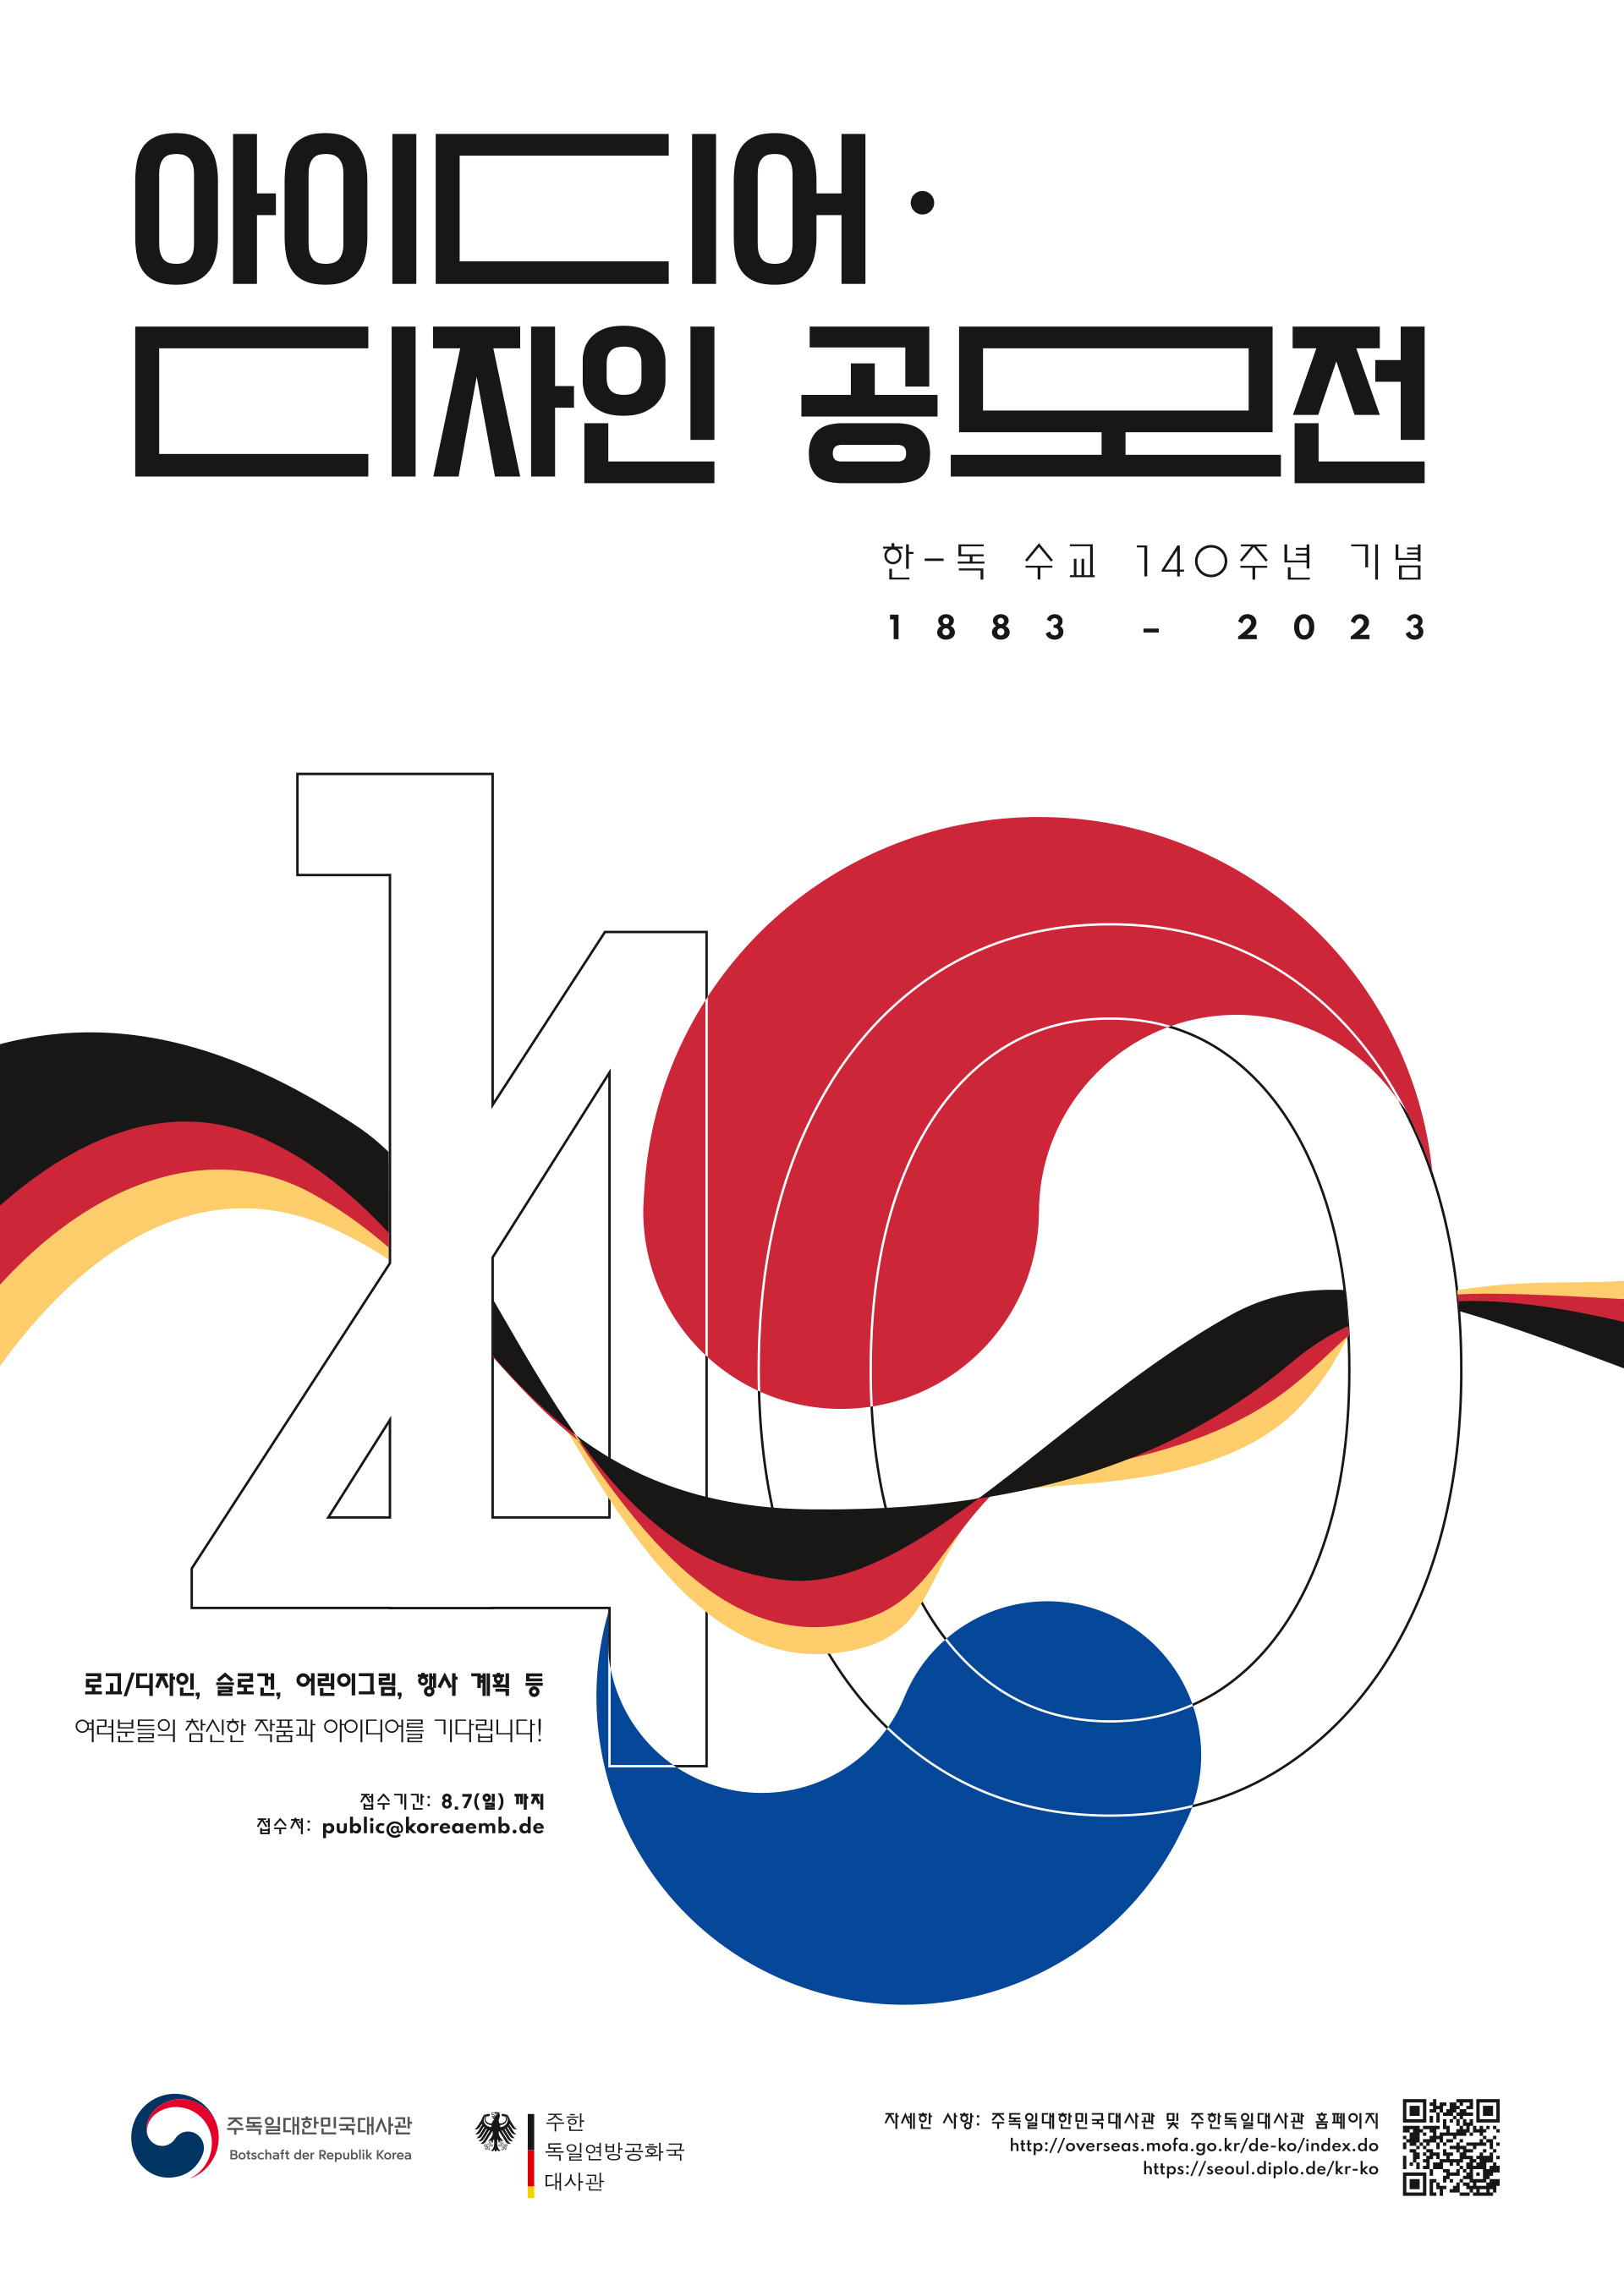 아이디어 ·
디자인 공모전
한-독 수교 140주년 기념
1883 - 2023
140
로고/디자인, 슬로건, 어린이그림, 행사 계획 등
여러분들의 참신한 작품과 아이디어를 기다립니다!
접수기간: 8.7(일) 까지
접수처: public@koreaemb.de
주독일대한민국대사관
Botschaft der Republik Korea
주한
독일연방공화국
대사관
자세한 사항: 주독일대한민국대사관 및 주한독일대사관 홈페이지
http://overseas.mofa.go.kr/de-ko/index.do
https://seoul.diplo.de/kr-ko